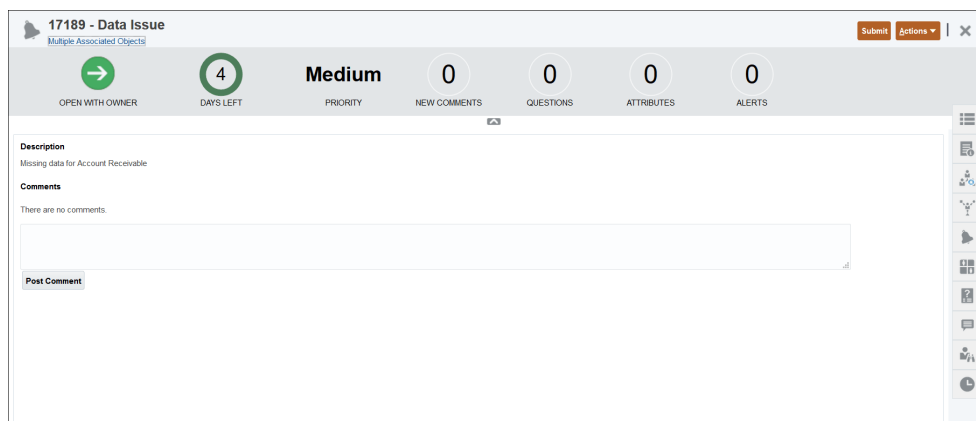 17189 - Data Issue
Multiple Associated Objects
Submit Actions
4 Medium 0 0 0 0
OPEN WITH OWNER DAYS LEFT PRIORITY NEW COMMENTS QUESTIONS ATTRIBUTES ALERTS
Description
Missing data for Account Receivable
Comments
There are no comments.
Post Comment